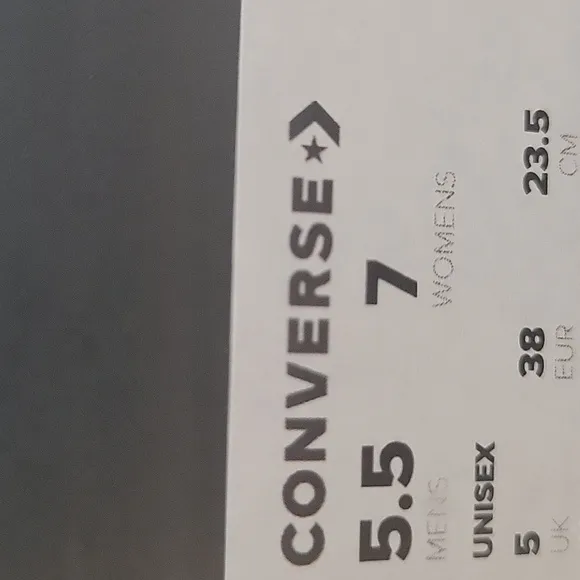 CONVERSE
5.5 7
MENS WOMENS
UNISEX
5 38 23.5
UK EUR CM